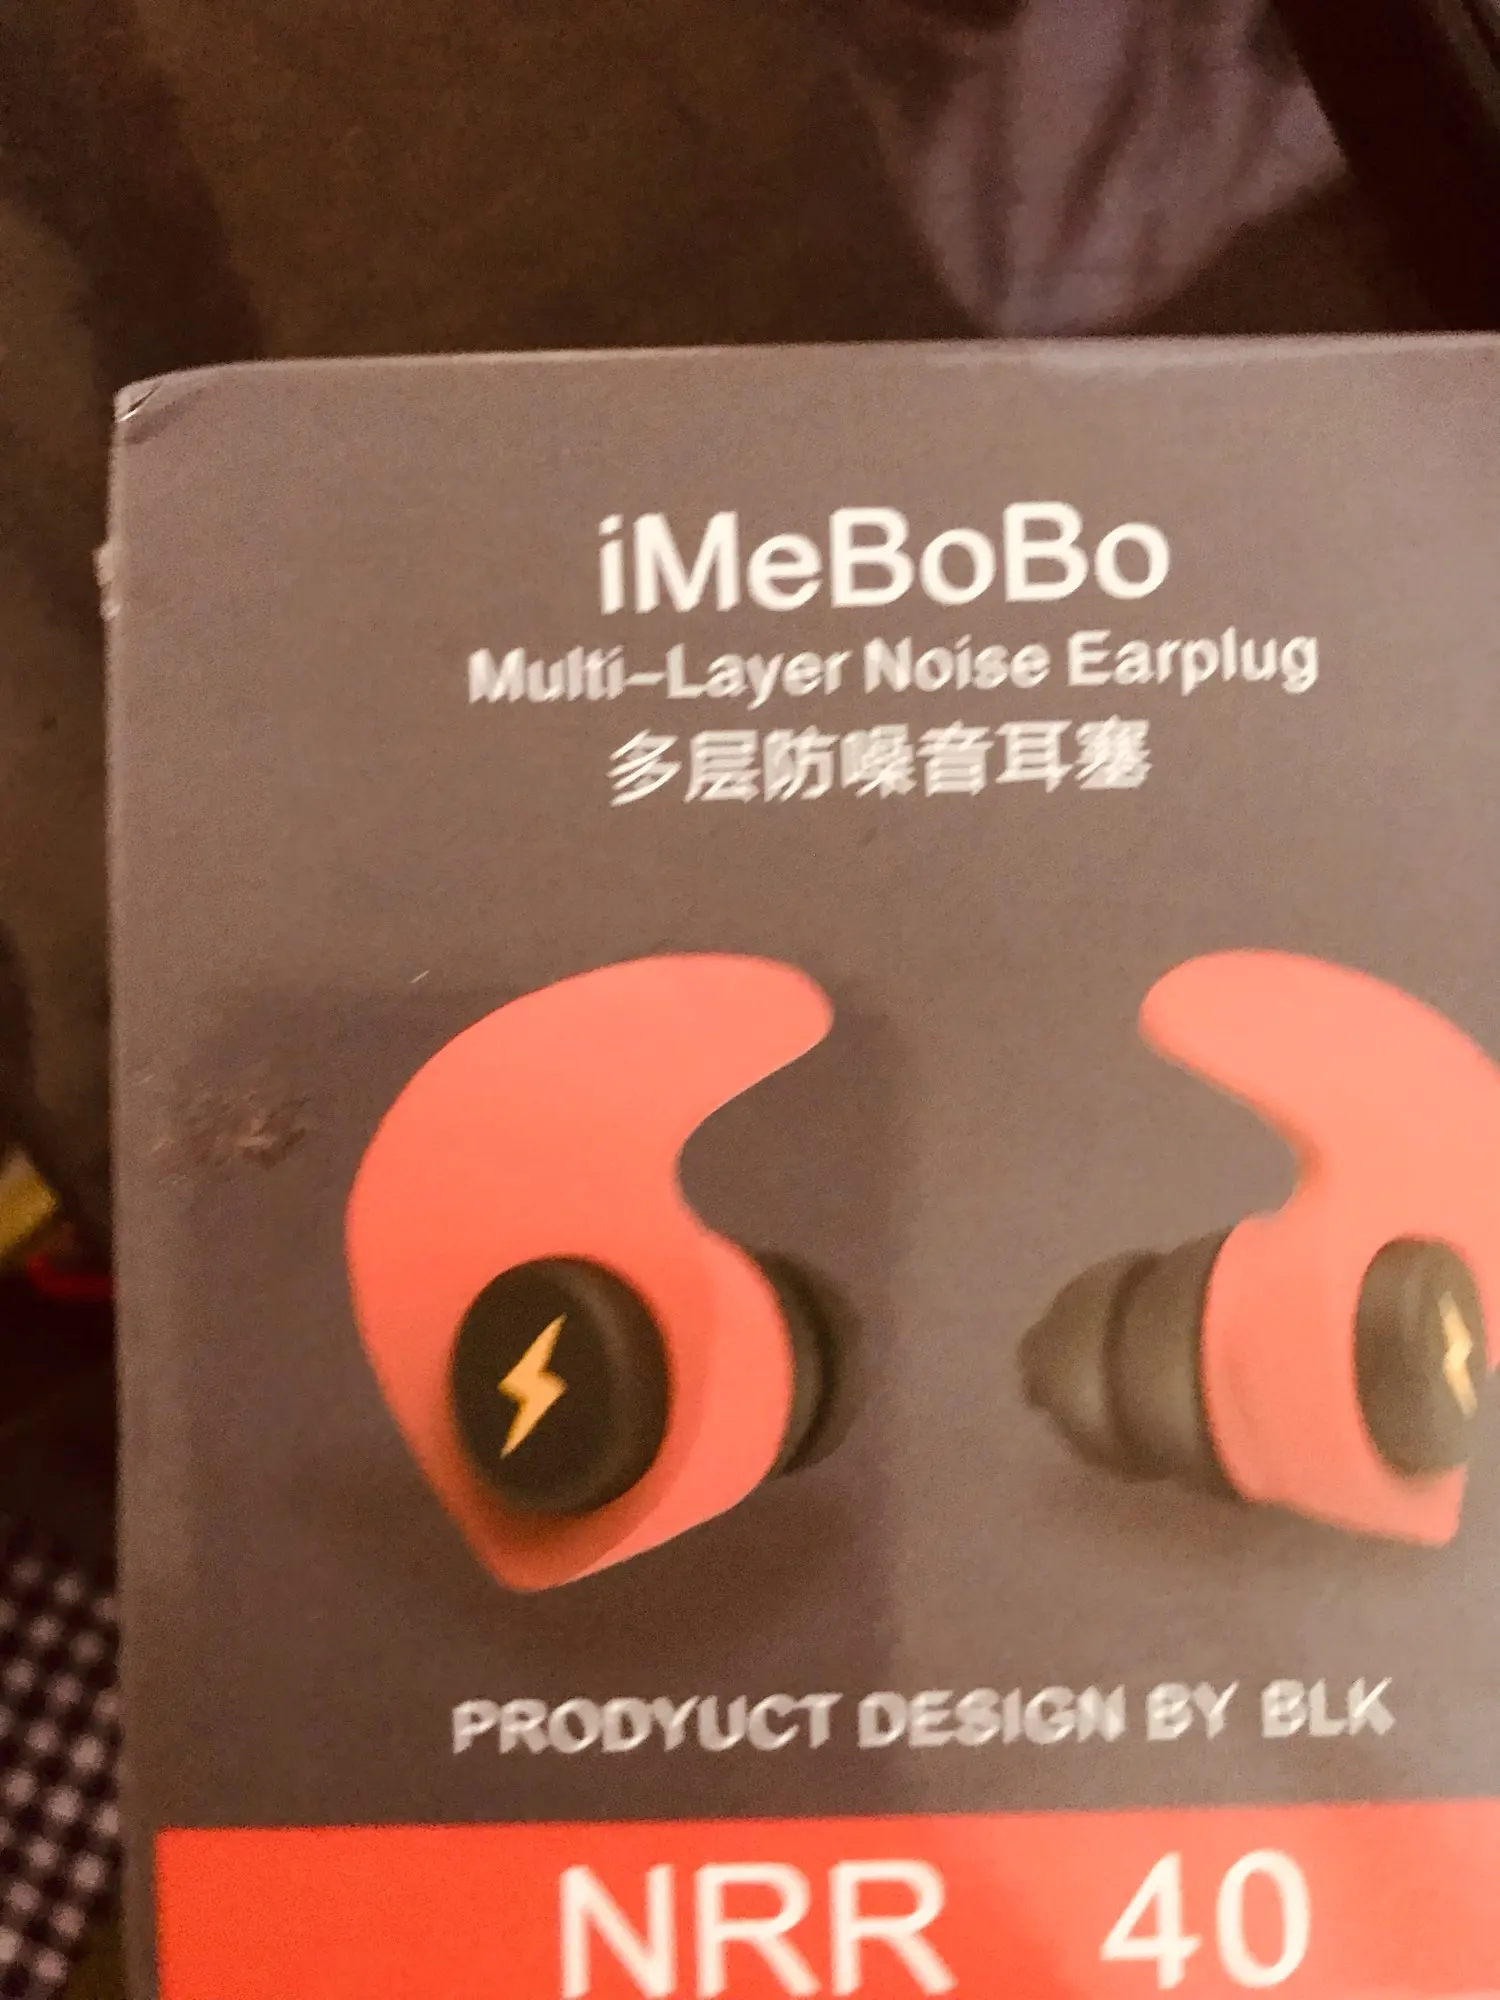 iMeBoBo
Multi-Layer Noise Earplug
多层防噪音耳塞
PRODYUCT DESIGN BY BLK
NRR 40